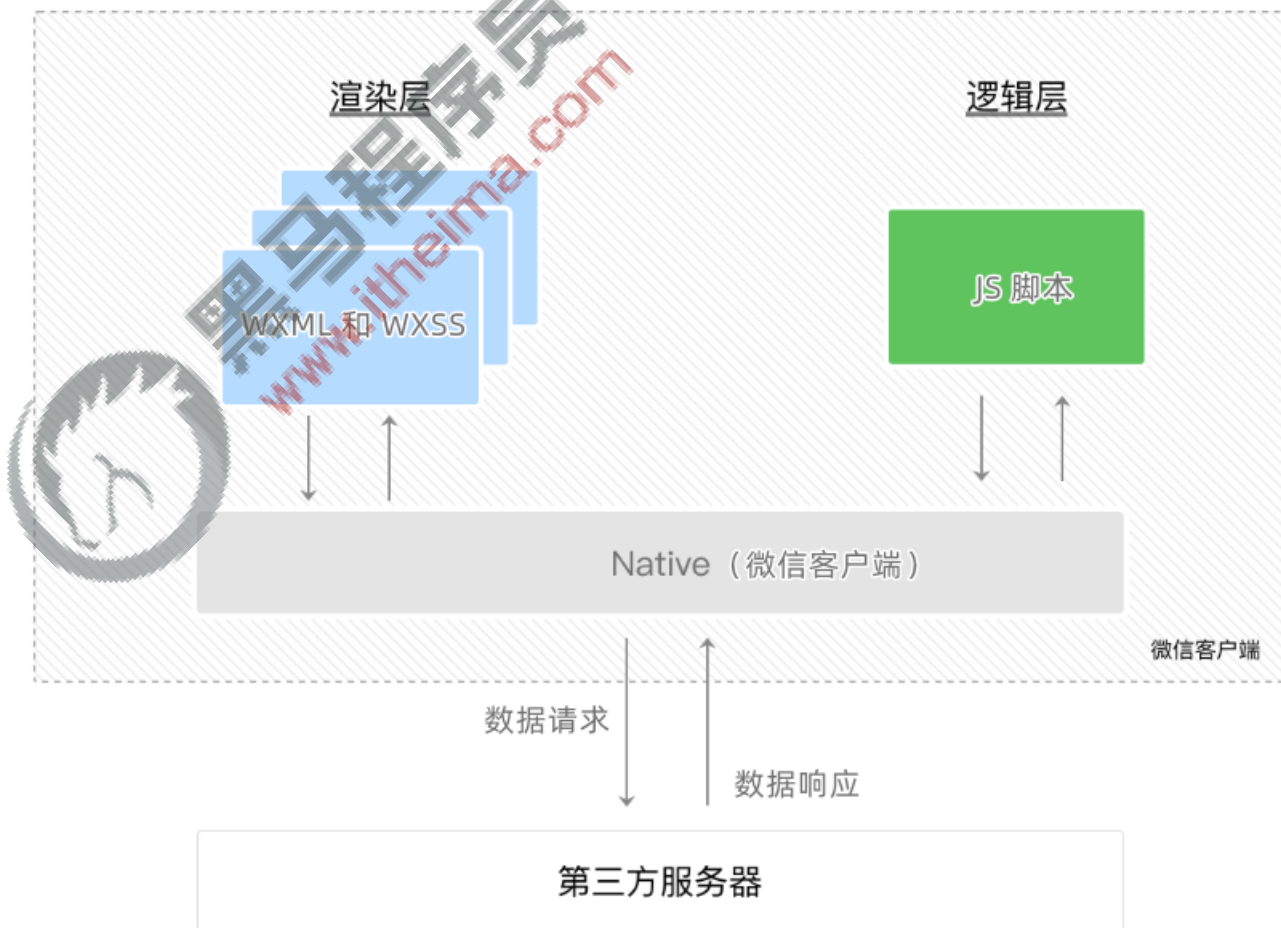 渲染层
逻辑层
黑马程序员
www.itheima.com
WXML 和 WXSS
JS 脚本
Native（微信客户端）
微信客户端
数据请求
数据响应
第三方服务器